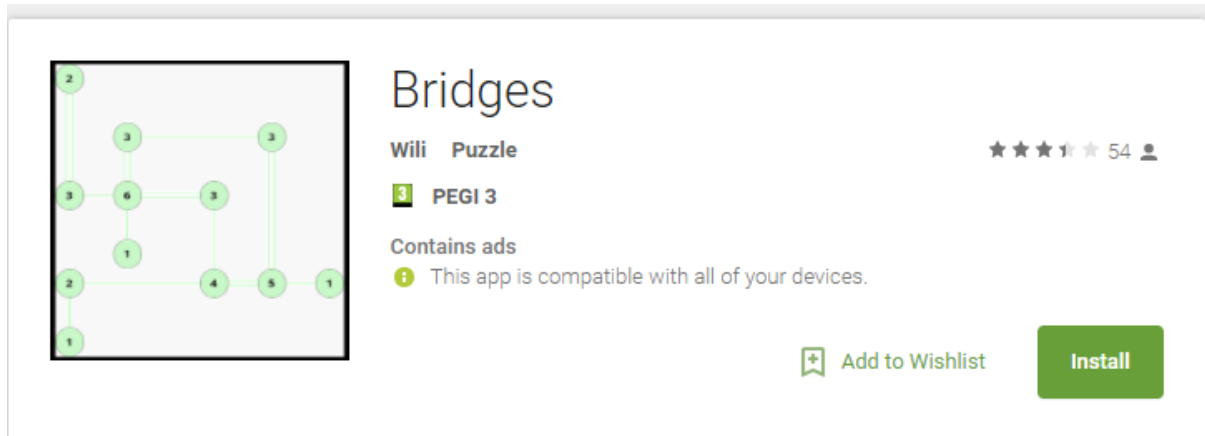 Bridges
Wili Puzzle
54
3 PEGI 3
Contains ads
This app is compatible with all of your devices.
Add to Wishlist
Install
2
3 3
3 6 3
1
2 4 5 1
1